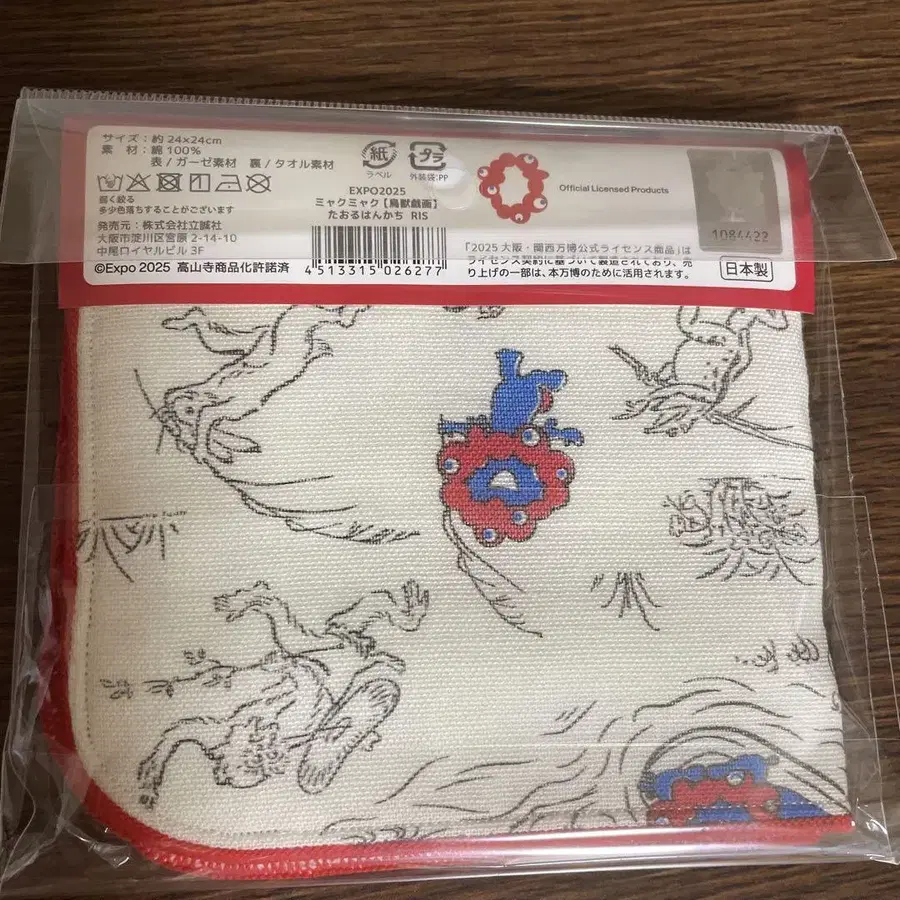 サイズ：約 24×24cm
素　材：綿 100%
表 / ガーゼ素材　裏 / タオル素材
弱く絞る
多少色落ちすることがございます
発売元：株式会社立誠社
大阪市淀川区宮原 2-14-10
中尾ロイヤルビル 3F
©Expo 2025 高山寺商品化許諾済
紙
ラベル
プラ
外装袋:PP
EXPO2025
ミャクミャク【鳥獣戯画】
たおるはんかち RIS
4513315026277
Official Licensed Products
1084422
「2025 大阪・関西万博公式ライセンス商品」は
ライセンス契約に基づいて製造されており、売
り上げの一部は、本万博のために活用されます。
日本製